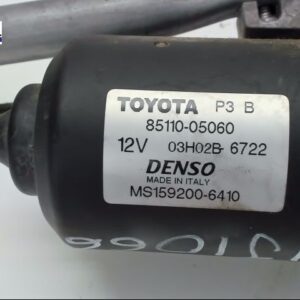 TOYOTA P3 B
85110-05060
12V 03H02B 6722
DENSO
MADE IN ITALY
MS159200-6410